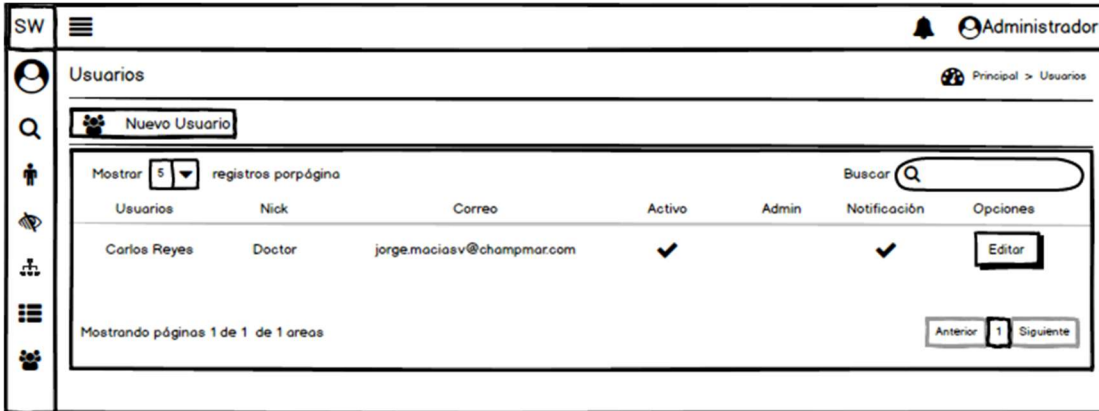 SW Administrador
Usuarios Principal > Usuarios
Nuevo Usuario
Mostrar 5 registros porpágina Buscar
Usuarios Nick Correo Activo Admin Notificación Opciones
Carlos Reyes Doctor jorge.maciasv@champmar.com Editar
Mostrando páginas 1 de 1 de 1 areas Anterior 1 Siguiente